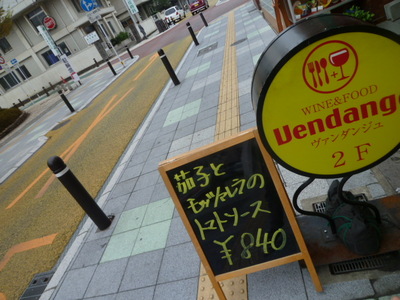 WINE&FOOD
Vendange
ヴァンダンジュ
2F
茄子と
モッツァレラの
トマトソース
¥840